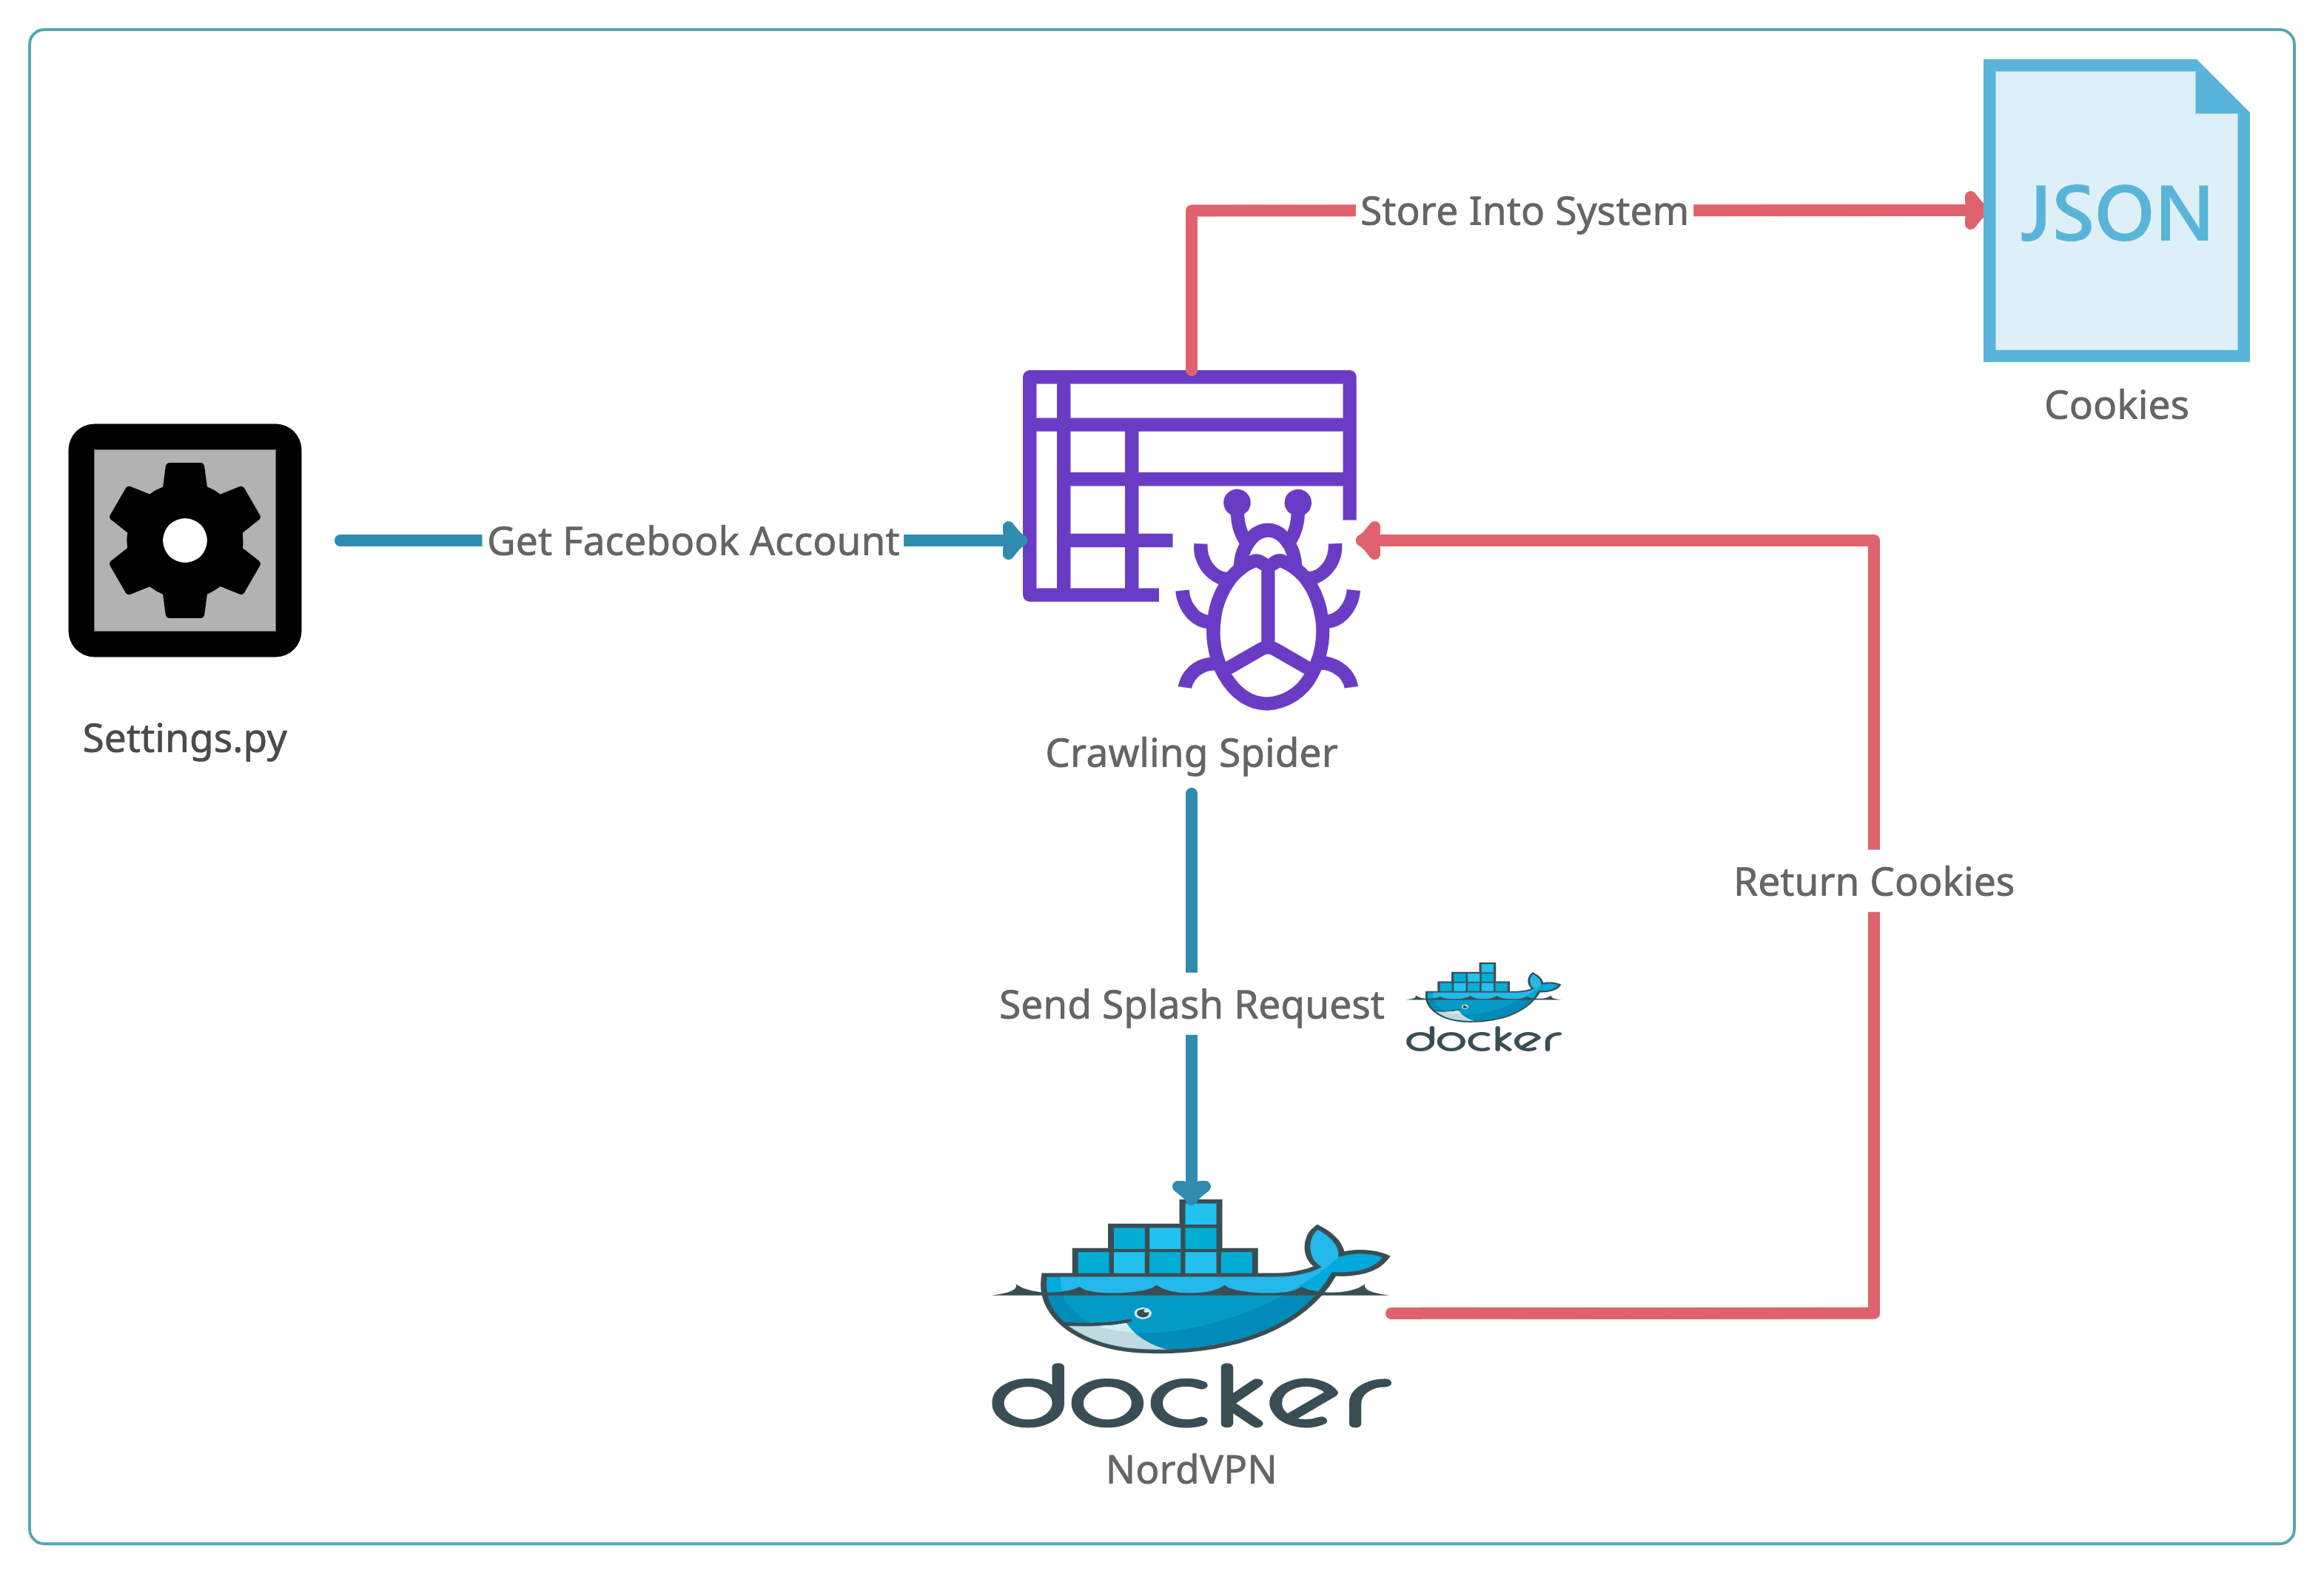 Store Into System
JSON
Cookies
Get Facebook Account
Settings.py
Crawling Spider
Return Cookies
Send Splash Request
docker
docker
NordVPN